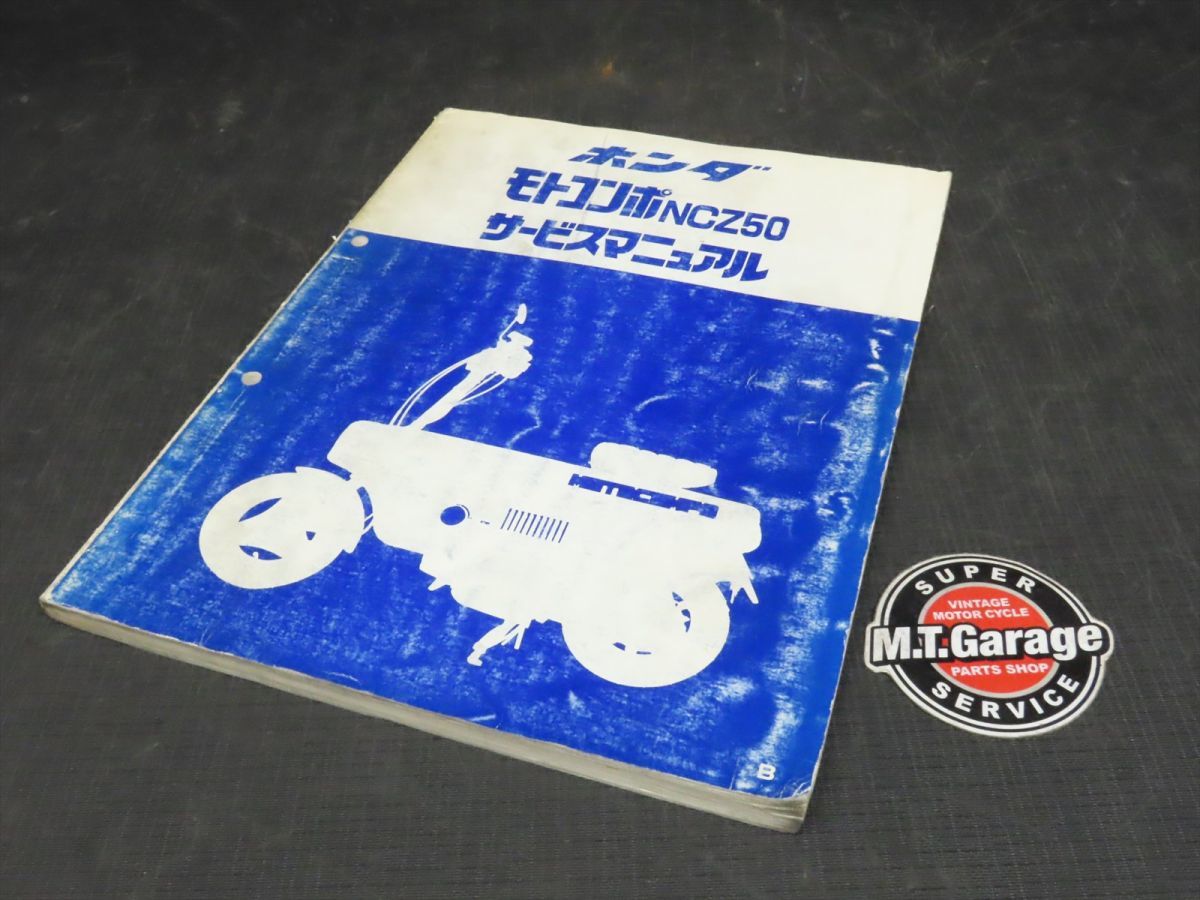 ホンダ
モトコンポNCZ50
サービスマニュアル
MOTOCOMPO
B
SUPER
VINTAGE
MOTOR CYCLE
M.T.Garage
PARTS SHOP
SERVICE